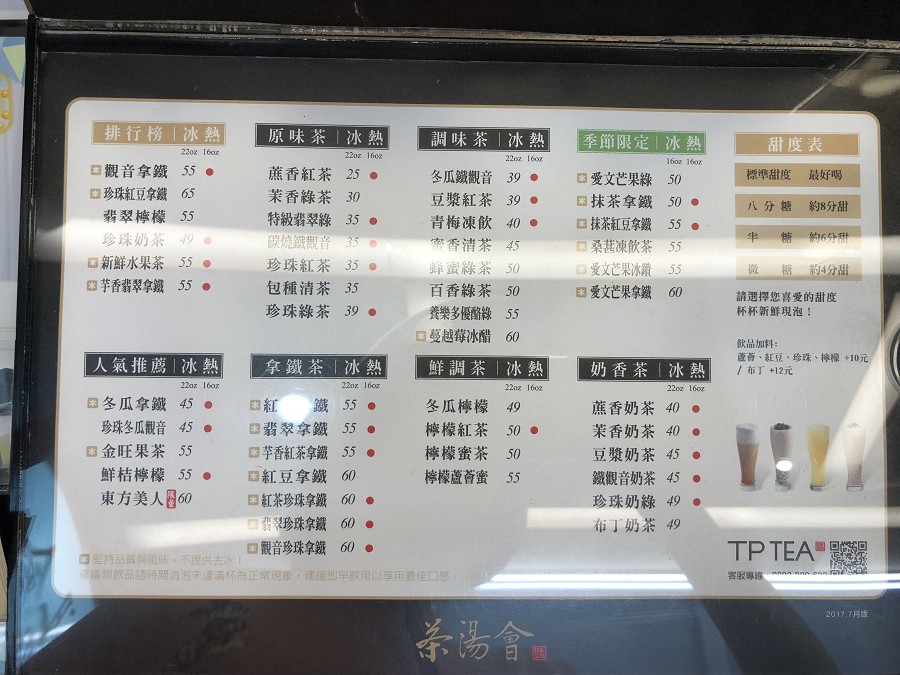 排行榜 冰 熱
22oz 16oz
觀音拿鐵 55 ●
珍珠紅豆拿鐵 65
翡翠檸檬 55
珍珠奶茶 49 ●
新鮮水果茶 55 ●
芋香翡翠拿鐵 55 ●
原味茶 冰 熱
22oz 16oz
蔗香紅茶 25 ●
茉香綠茶 30
特級翡翠綠 35 ●
碳燒鐵觀音 35 ●
珍珠紅茶 35 ●
包種清茶 35
珍珠綠茶 39 ●
調味茶 冰 熱
22oz 16oz
冬瓜鐵觀音 39 ●
豆漿紅茶 39 ●
青梅凍飲 40 ●
蜜香清茶 45
蜂蜜綠茶 50
百香綠茶 50
養樂多優酪綠 55
蔓越莓冰醋 60
季節限定 冰 熱
16oz 16oz
愛文芒果綠 50
抹茶拿鐵 50 ●
抹茶紅豆拿鐵 55 ●
桑葚凍飲茶 55
愛文芒果冰鑽 55
愛文芒果拿鐵 60
甜度表
標準甜度 最好喝
八分糖 約8分甜
半糖 約6分甜
微糖 約4分甜
請選擇您喜愛的甜度
杯杯新鮮現泡！
飲品加料:
蘆薈、紅豆、珍珠、檸檬 +10元
/ 布丁 +12元
人氣推薦 冰 熱
22oz 16oz
冬瓜拿鐵 45 ●
珍珠冬瓜觀音 45 ●
金旺果茶 55
鮮桔檸檬 55 ●
東方美人 限量 60
拿鐵茶 冰 熱
22oz 16oz
紅 拿鐵 55 ●
翡翠拿鐵 55 ●
芋香紅茶拿鐵 55 ●
紅豆拿鐵 60
紅茶珍珠拿鐵 60 ●
翡翠珍珠拿鐵 60 ●
觀音珍珠拿鐵 60 ●
鮮調茶 冰 熱
22oz 16oz
冬瓜檸檬 49
檸檬紅茶 50 ●
檸檬蜜茶 50
檸檬蘆薈蜜 55
奶香茶 冰 熱
22oz 16oz
蔗香奶茶 40 ●
茉香奶茶 40 ●
豆漿奶茶 45 ●
鐵觀音奶茶 45 ●
珍珠奶綠 49 ●
布丁奶茶 49
堅持品質與風味，不提供去冰！
拿鐵類飲品隨時間消泡未達滿杯為正常現象，建議即早飲用以享用最佳口感。
TP TEA
客服專線
2017.7月版
茶湯會